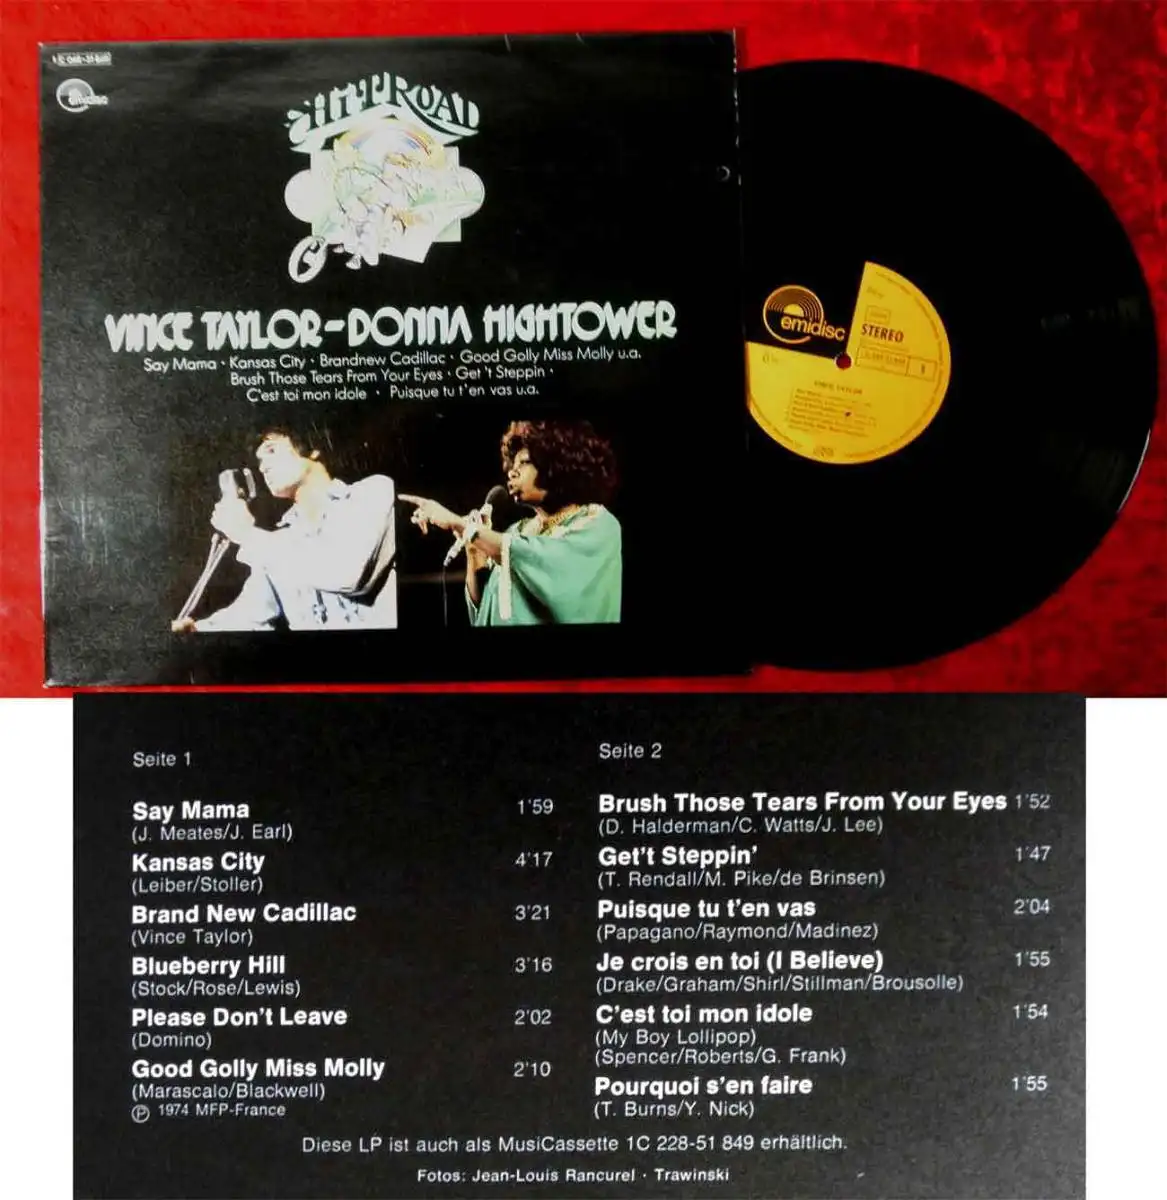 emidisc
HIT ROAD
VINCE TAYLOR-DONNA HIGHTOWER
Say Mama · Kansas City · Brandnew Cadillac · Good Golly Miss Molly u.a.
Brush Those Tears From Your Eyes · Get 't Steppin ·
C'est toi mon idole · Puisque tu t'en vas u.a.
emidisc
STEREO
VINCE TAYLOR
Seite 1
Say Mama 1'59
(J. Meates/J. Earl)
Kansas City 4'17
(Leiber/Stoller)
Brand New Cadillac 3'21
(Vince Taylor)
Blueberry Hill 3'16
(Stock/Rose/Lewis)
Please Don't Leave 2'02
(Domino)
Good Golly Miss Molly 2'10
(Marascalo/Blackwell)
Ⓟ 1974 MFP-France
Seite 2
Brush Those Tears From Your Eyes 1'52
(D. Halderman/C. Watts/J. Lee)
Get't Steppin' 1'47
(T. Rendall/M. Pike/de Brinsen)
Puisque tu t'en vas 2'04
(Papagano/Raymond/Madinez)
Je crois en toi (I Believe) 1'55
(Drake/Graham/Shirl/Stillman/Brousolle)
C'est toi mon idole 1'54
(My Boy Lollipop)
(Spencer/Roberts/G. Frank)
Pourquoi s'en faire 1'55
(T. Burns/Y. Nick)
Diese LP ist auch als MusiCassette 1C 228-51 849 erhältlich.
Fotos: Jean-Louis Rancurel · Trawinski